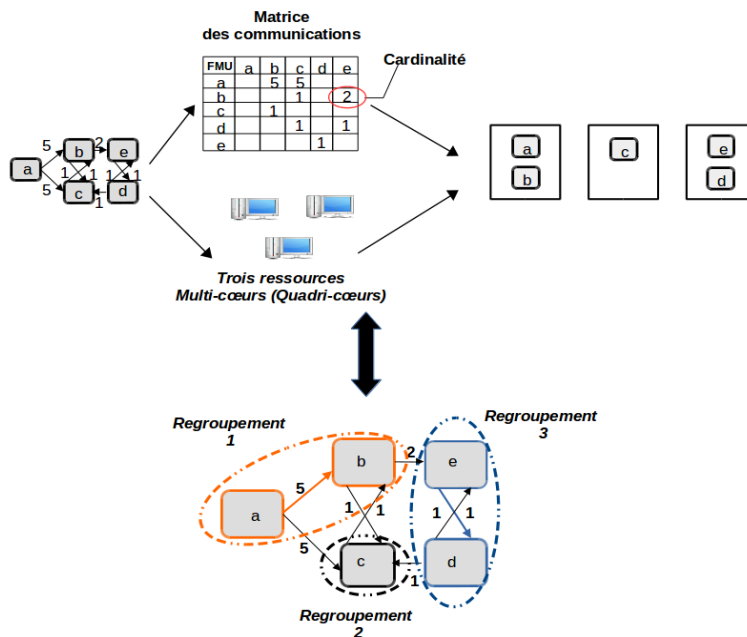 Matrice
des communications
Cardinalité
FMU a b c d e
a 5 5
b 1 2
c 1
d 1 1
e 1
a
b
c
d
e
5
5
2
1
1
1
1
1
a
b
c
e
d
Trois ressources
Multi-cœurs (Quadri-cœurs)
Regroupement
1
Regroupement
3
a
b
c
d
e
5
5
2
1
1
1
1
1
Regroupement
2